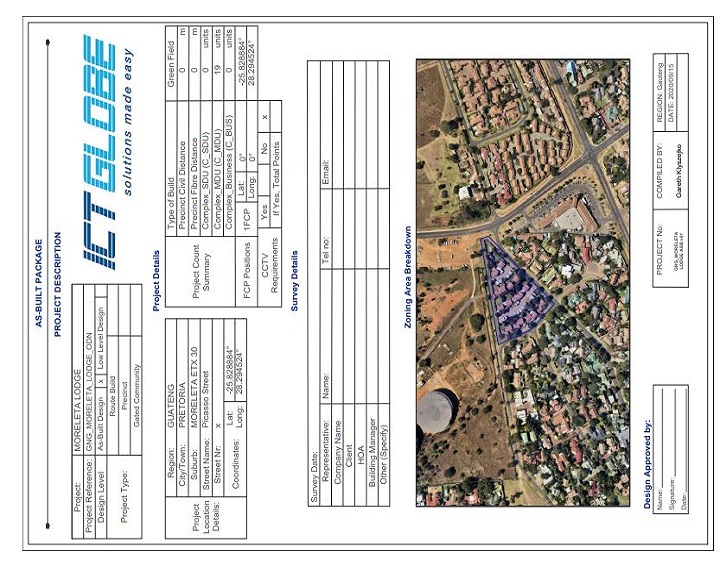 AS-BUILT PACKAGE
PROJECT DESCRIPTION
Project: MORELETA LODGE
Project Reference: GNG_MORELETA_LODGE_ODN
Design Level As-Built Design x Low Level Design
Project Type: Route Build
Precinct
Gated Community
ICT GLOBE
solutions made easy
Project Details
Project Location Details:
Region: GUATENG
City/Town: PRETORIA
Suburb: MORELETA ETX 30
Street Name: Picasso Street
Street Nr: x
Coordinates: Lat: -25.828884°
Long: 28.294524°
Project Count Summary
Type of Build Green Field
Precinct Civil Distance 0 m
Precinct Fibre Distance 0 m
Complex_SDU (C_SDU) 0 units
Complex_MDU (C_MDU) 19 units
Complex_Business (C_BUS) 0 units
FCP Positions 1FCP Lat: 0° -25.828884°
Long: 0° 28.294524°
CCTV Requirements Yes No x
If Yes, Total Points
Survey Details
Survey Date:
Representative: Name: Tel no: Email:
Company Name
Client
HOA
Building Manager
Other (Specify)
Zoning Area Breakdown
Design Approved by:
Name:
Signature:
Date:
PROJECT No: COMPILED BY: REGION: Gauteng
GNG_MORELETA
Gareth Klyszejko DATE: 2020/09/15